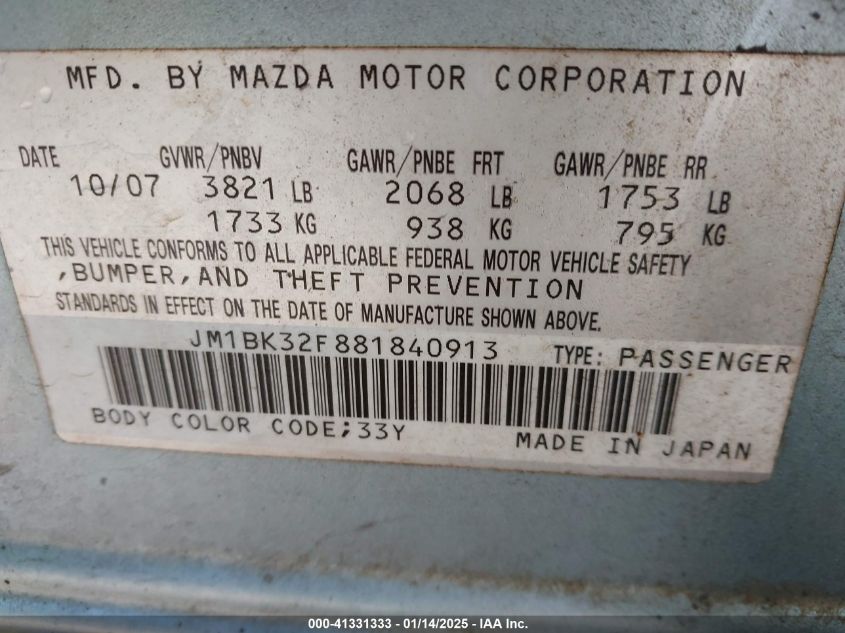 MFD. BY MAZDA MOTOR CORPORATION
DATE GVWR/PNBV GAWR/PNBE FRT GAWR/PNBE RR
10/07 3821 LB 2068 LB 1753 LB
1733 KG 938 KG 795 KG
THIS VEHICLE CONFORMS TO ALL APPLICABLE FEDERAL MOTOR VEHICLE SAFETY
,BUMPER,AND THEFT PREVENTION
STANDARDS IN EFFECT ON THE DATE OF MANUFACTURE SHOWN ABOVE.
JM1BK32F881840913 TYPE: PASSENGER
BODY COLOR CODE;33Y MADE IN JAPAN
000-41331333 - 01/14/2025 - IAA Inc.